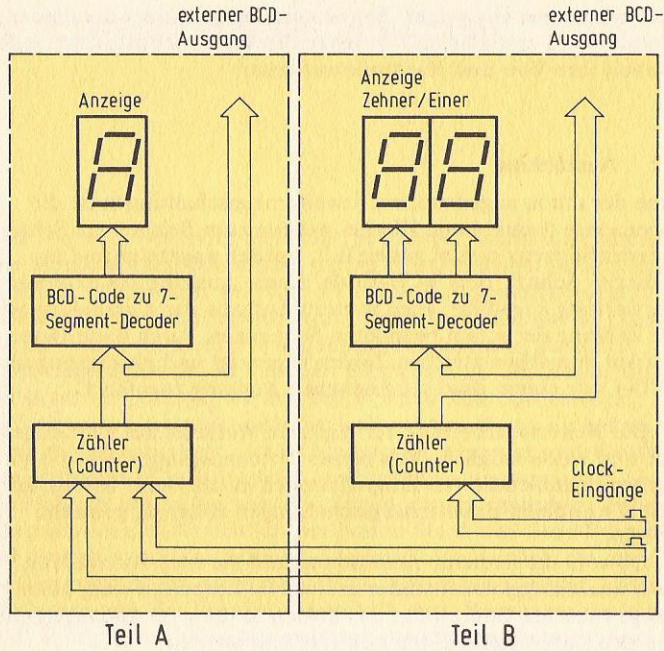 externer BCD-
Ausgang
Anzeige
BCD-Code zu 7-
Segment-Decoder
Zähler
(Counter)
Teil A
externer BCD-
Ausgang
Anzeige
Zehner/Einer
BCD-Code zu 7-
Segment-Decoder
Zähler
(Counter)
Clock-
Eingänge
Teil B